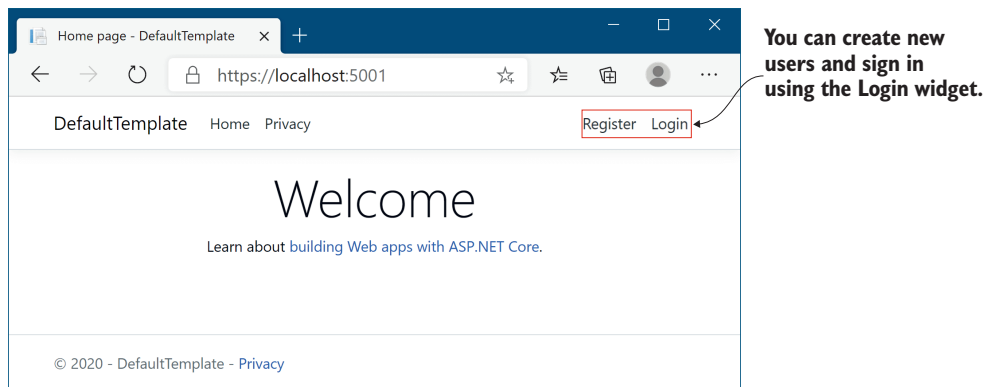 Home page - DefaultTemplate
https://localhost:5001
DefaultTemplate Home Privacy Register Login
Welcome
Learn about building Web apps with ASP.NET Core.
© 2020 - DefaultTemplate - Privacy
You can create new
users and sign in
using the Login widget.